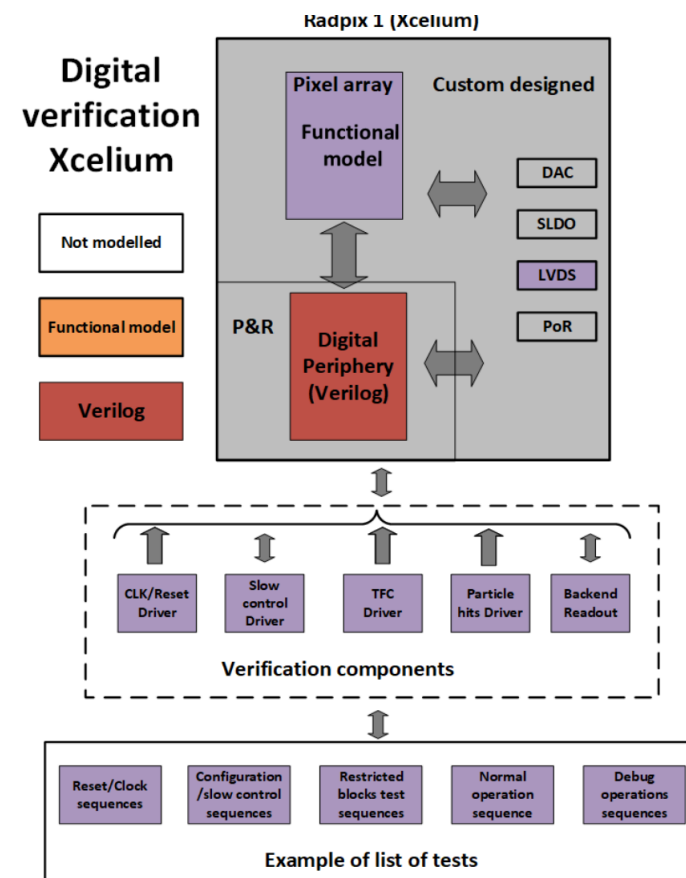 Radpix 1 (Xcelium)
Digital
verification
Xcelium
Not modelled
Functional model
Verilog
Pixel array
Functional
model
Custom designed
DAC
SLDO
LVDS
PoR
P&R
Digital
Periphery
(Verilog)
CLK/Reset
Driver
Slow
control
Driver
TFC
Driver
Particle
hits Driver
Backend
Readout
Verification components
Reset/Clock
sequences
Configuration
/slow control
sequences
Restricted
blocks test
sequences
Normal
operation
sequence
Debug
operations
sequences
Example of list of tests